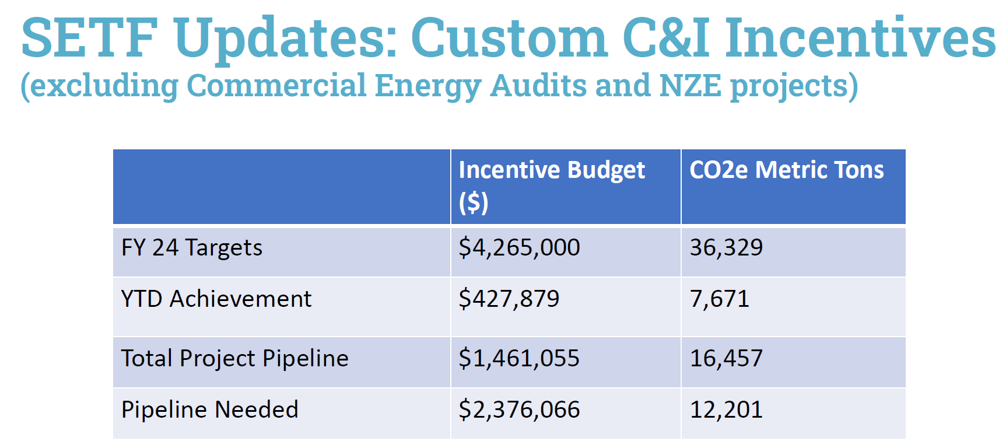 SETF Updates: Custom C&I Incentives
(excluding Commercial Energy Audits and NZE projects)
Incentive Budget ($) CO2e Metric Tons
FY 24 Targets $4,265,000 36,329
YTD Achievement $427,879 7,671
Total Project Pipeline $1,461,055 16,457
Pipeline Needed $2,376,066 12,201